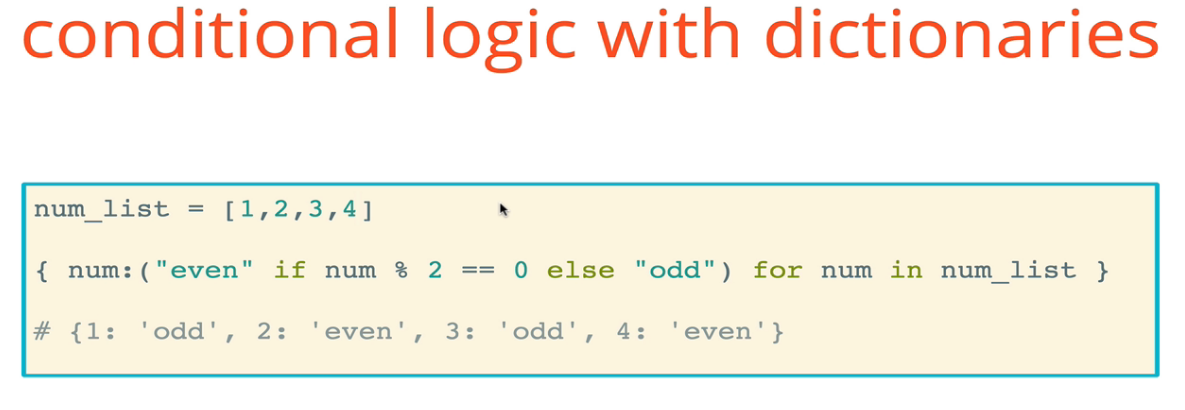 conditional logic with dictionaries
num_list = [1,2,3,4]
{ num:("even" if num % 2 == 0 else "odd") for num in num_list }
# {1: 'odd', 2: 'even', 3: 'odd', 4: 'even'}